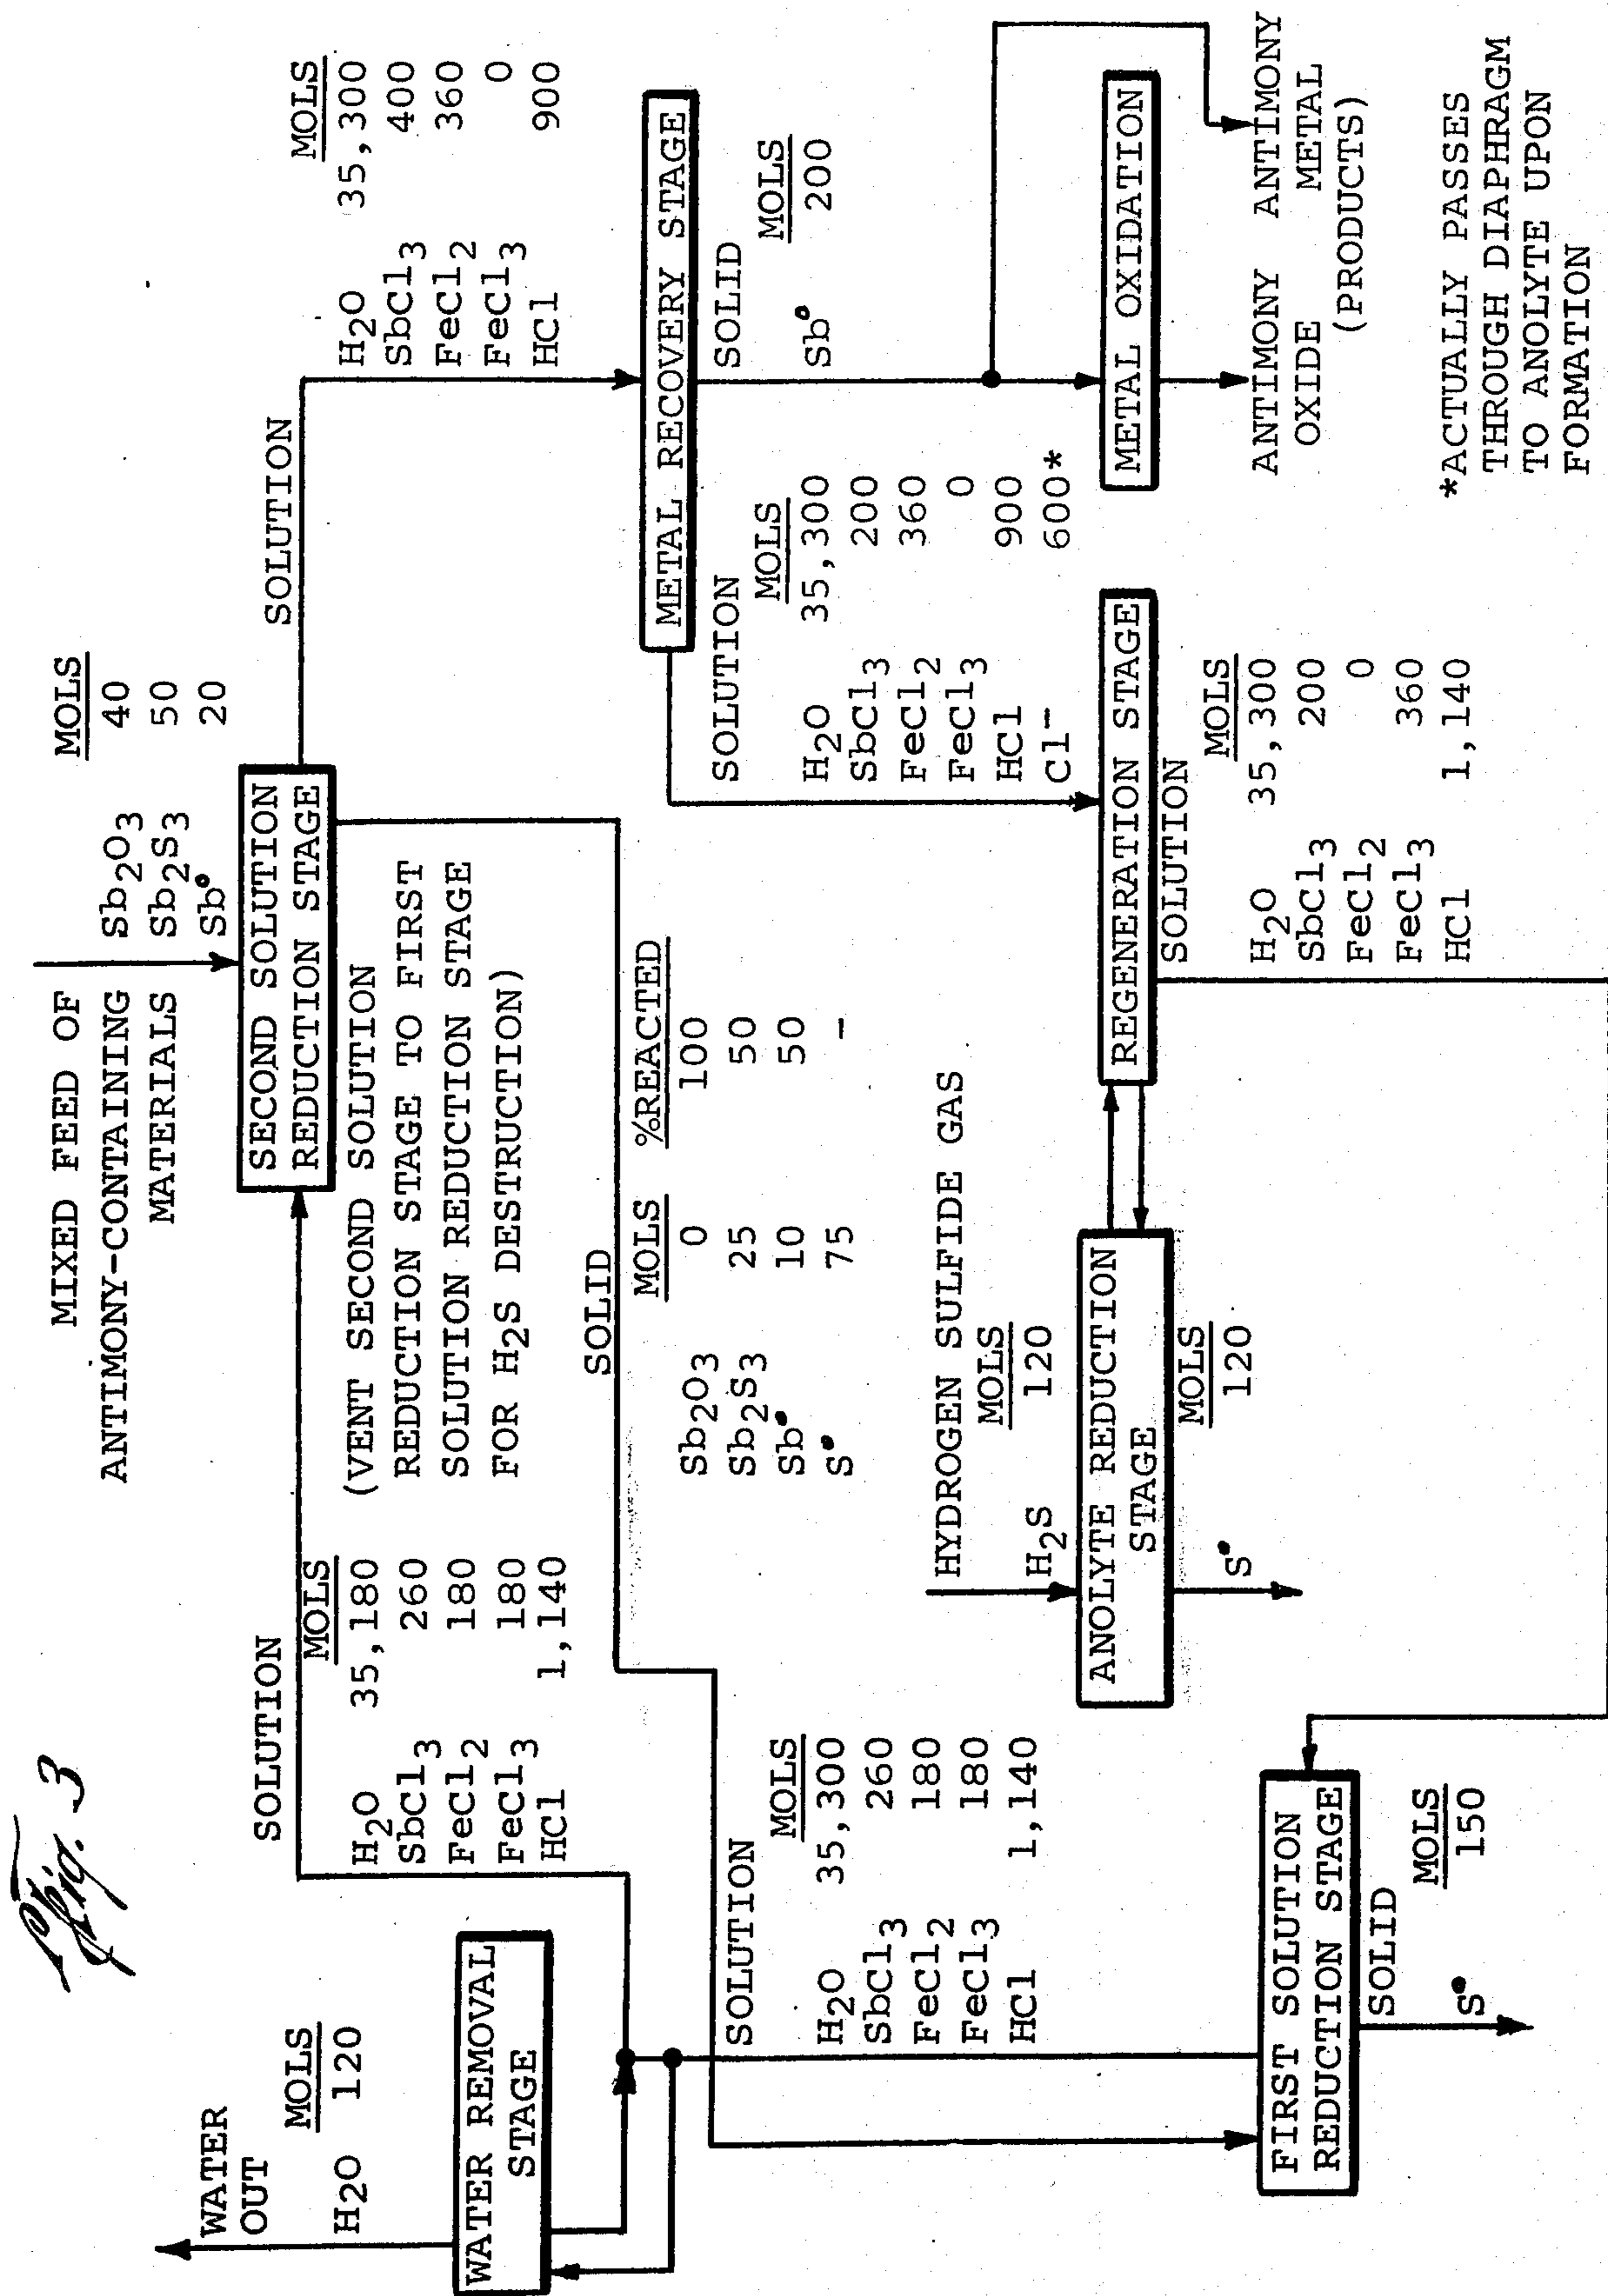 Fig. 3
WATER
OUT
MOLS
H2O 120
WATER REMOVAL
STAGE
SOLUTION
MOLS
H2O 35,180
SbCl3 260
FeCl2 180
FeCl3 180
HCl 1,140
MIXED FEED OF
ANTIMONY-CONTAINING
MATERIALS
MOLS
Sb2O3 40
Sb2S3 50
Sb° 20
SECOND SOLUTION
REDUCTION STAGE
(VENT SECOND SOLUTION
REDUCTION STAGE TO FIRST
SOLUTION REDUCTION STAGE
FOR H2S DESTRUCTION)
SOLUTION
MOLS
H2O 35,300
SbCl3 400
FeCl2 360
FeCl3 0
HCl 900
SOLID
MOLS %REACTED
Sb2O3 0 100
Sb2S3 25 50
Sb° 10 50
S° 75 -
METAL RECOVERY STAGE
SOLUTION
MOLS
H2O 35,300
SbCl3 200
FeCl2 360
FeCl3 0
HCl 900
Cl- 600*
SOLID
MOLS
Sb° 200
SOLUTION
MOLS
H2O 35,300
SbCl3 260
FeCl2 180
FeCl3 180
HCl 1,140
HYDROGEN SULFIDE GAS
MOLS
H2S 120
ANOLYTE REDUCTION
STAGE
MOLS
S° 120
REGENERATION STAGE
SOLUTION
MOLS
H2O 35,300
SbCl3 200
FeCl2 0
FeCl3 360
HCl 1,140
METAL OXIDATION
ANTIMONY ANTIMONY
OXIDE METAL
(PRODUCTS)
FIRST SOLUTION
REDUCTION STAGE
SOLID
MOLS
S° 150
*ACTUALLY PASSES
THROUGH DIAPHRAGM
TO ANOLYTE UPON
FORMATION